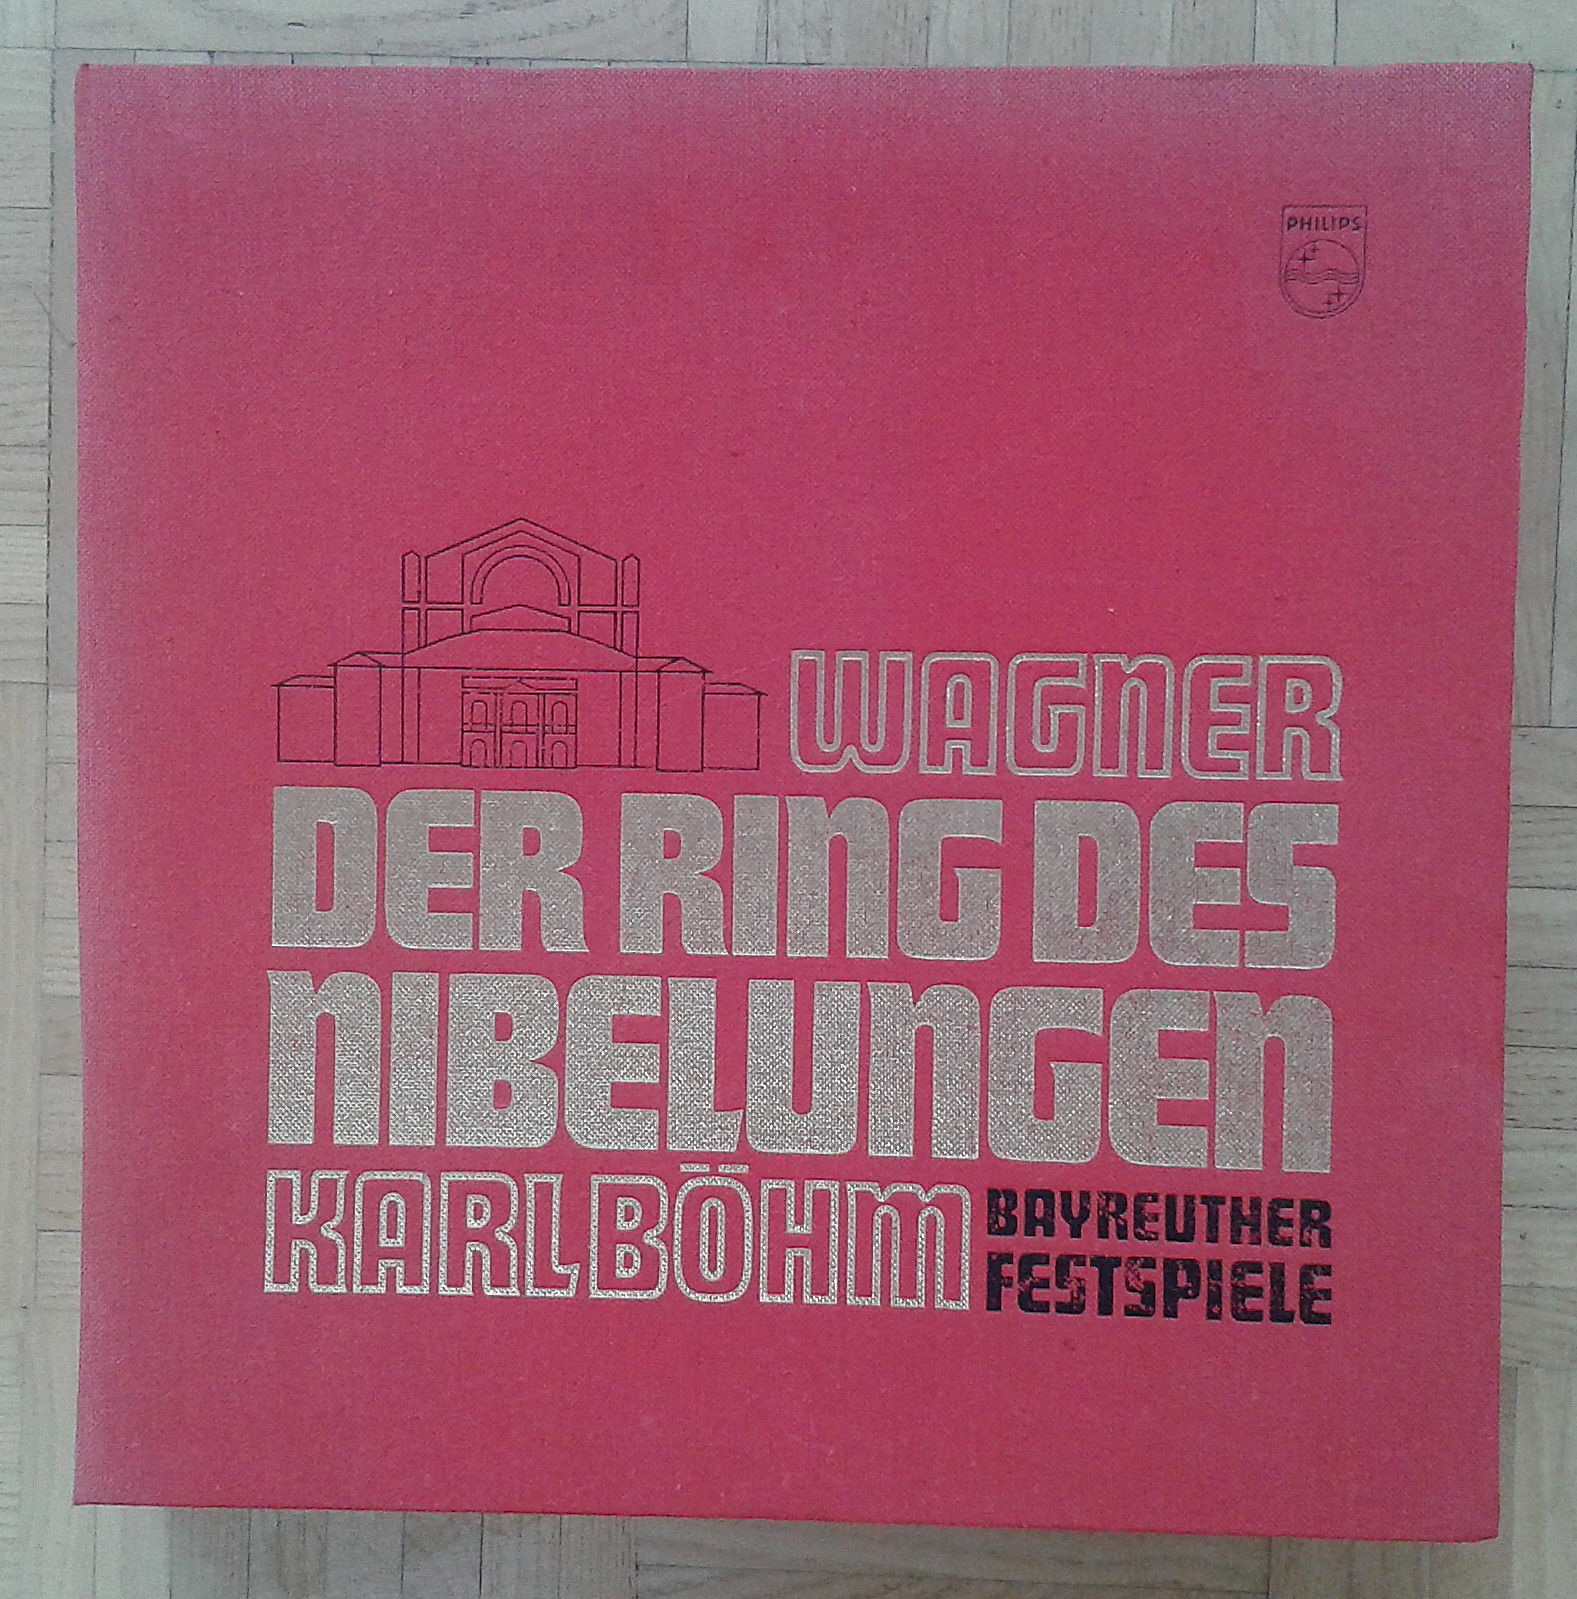 PHILIPS
WAGNER
DER RING DES
NIBELUNGEN
KARL BÖHM
BAYREUTHER
FESTSPIELE